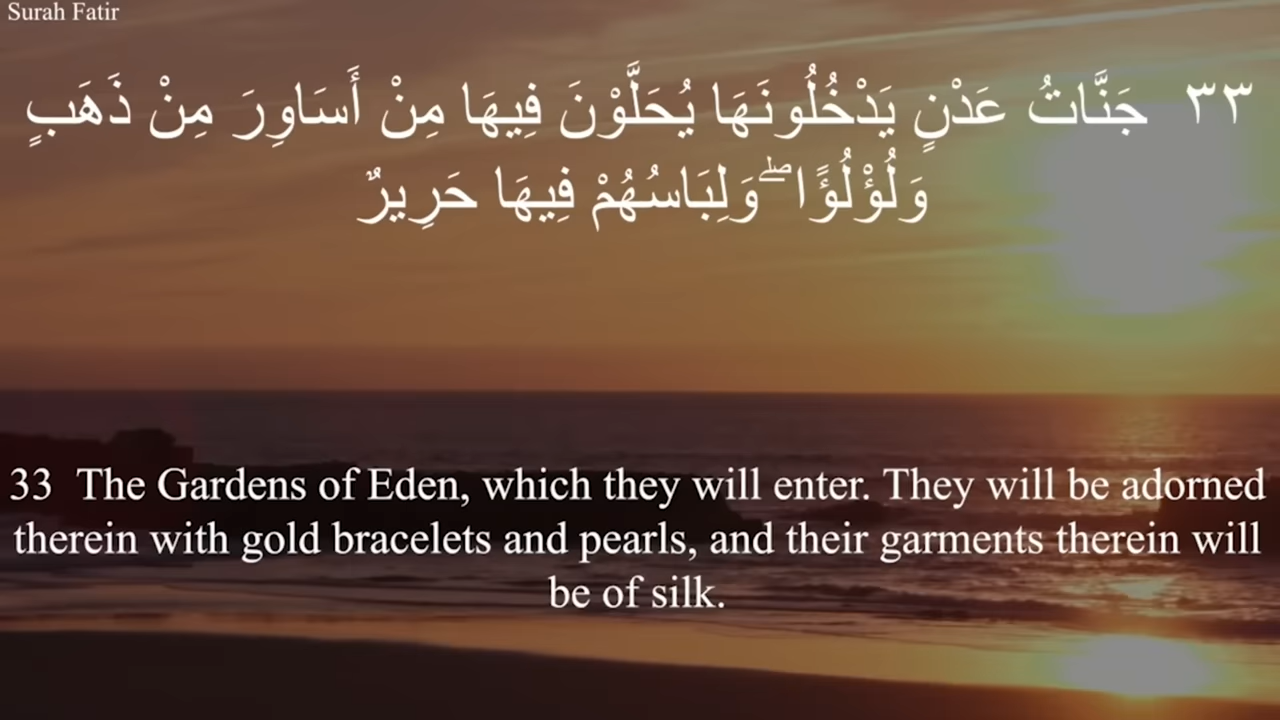 Surah Fatir
٣٣ جَنَّاتُ عَدْنٍ يَدْخُلُونَهَا يُحَلَّوْنَ فِيهَا مِنْ أَسَاوِرَ مِنْ ذَهَبٍ
وَلُؤْلُؤًا ۖ وَلِبَاسُهُمْ فِيهَا حَرِيرٌ
33 The Gardens of Eden, which they will enter. They will be adorned
therein with gold bracelets and pearls, and their garments therein will
be of silk.